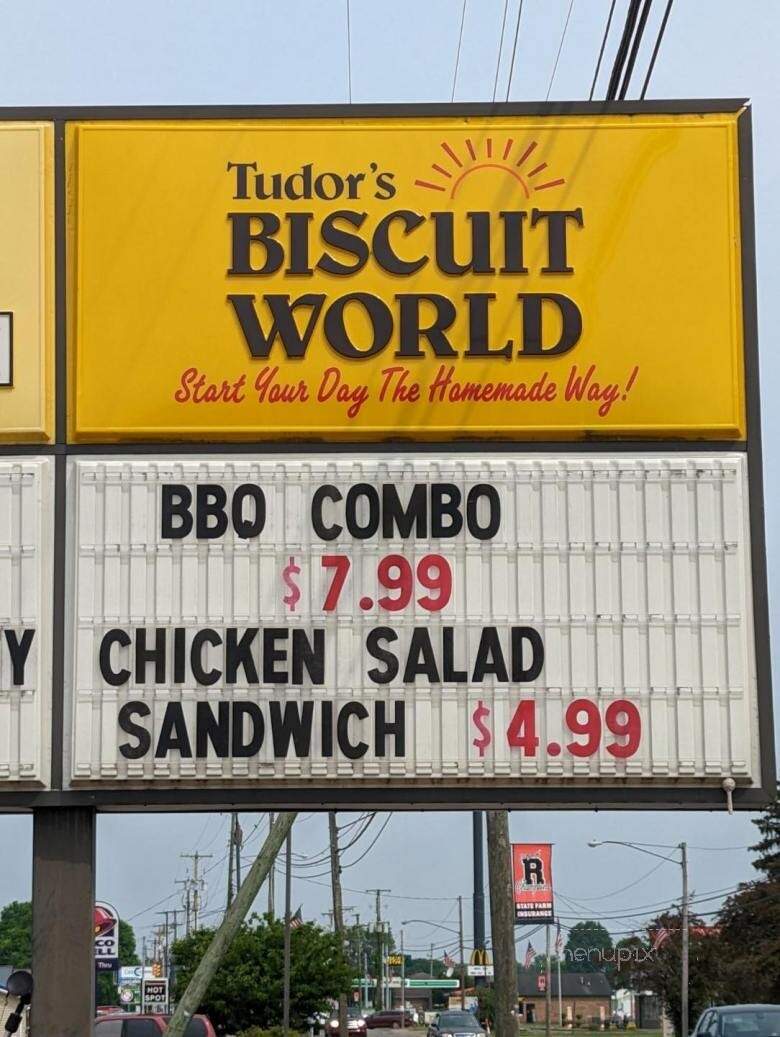 Tudor's
BISCUIT
WORLD
Start Your Day The Homemade Way!
BBQ COMBO
$7.99
Y
CHICKEN SALAD
SANDWICH $4.99
R
STATE FARM
INSURANCE
HOT
SPOT
Thru
menupix